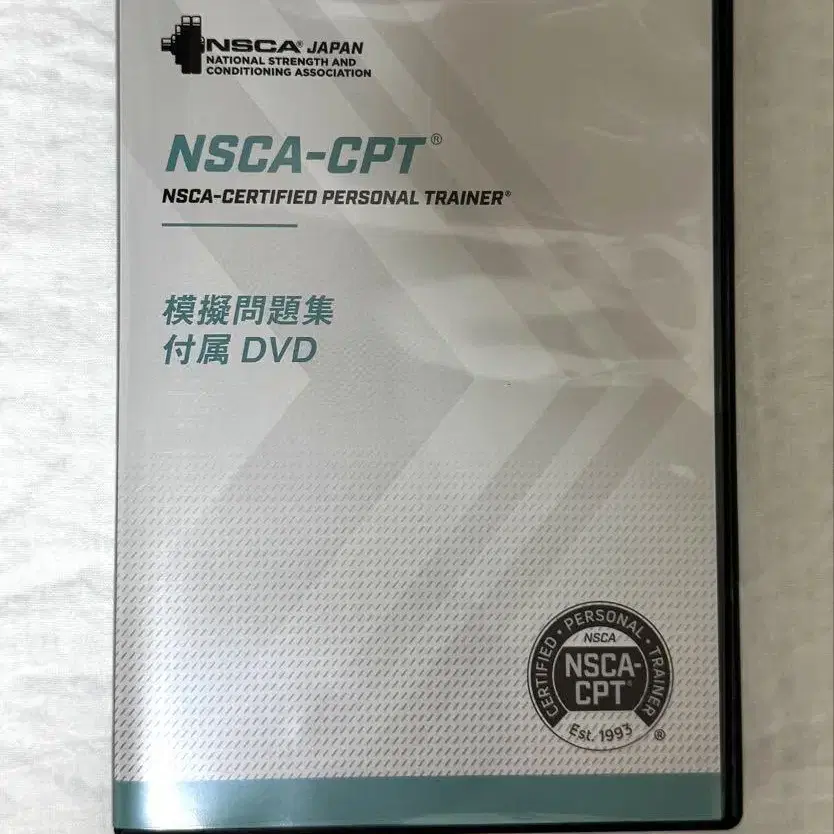 NSCA® JAPAN
NATIONAL STRENGTH AND
CONDITIONING ASSOCIATION
NSCA-CPT®
NSCA-CERTIFIED PERSONAL TRAINER®
模擬問題集
付属 DVD
CERTIFIED • PERSONAL • TRAINER
NSCA
NSCA-
CPT®
Est. 1993
®